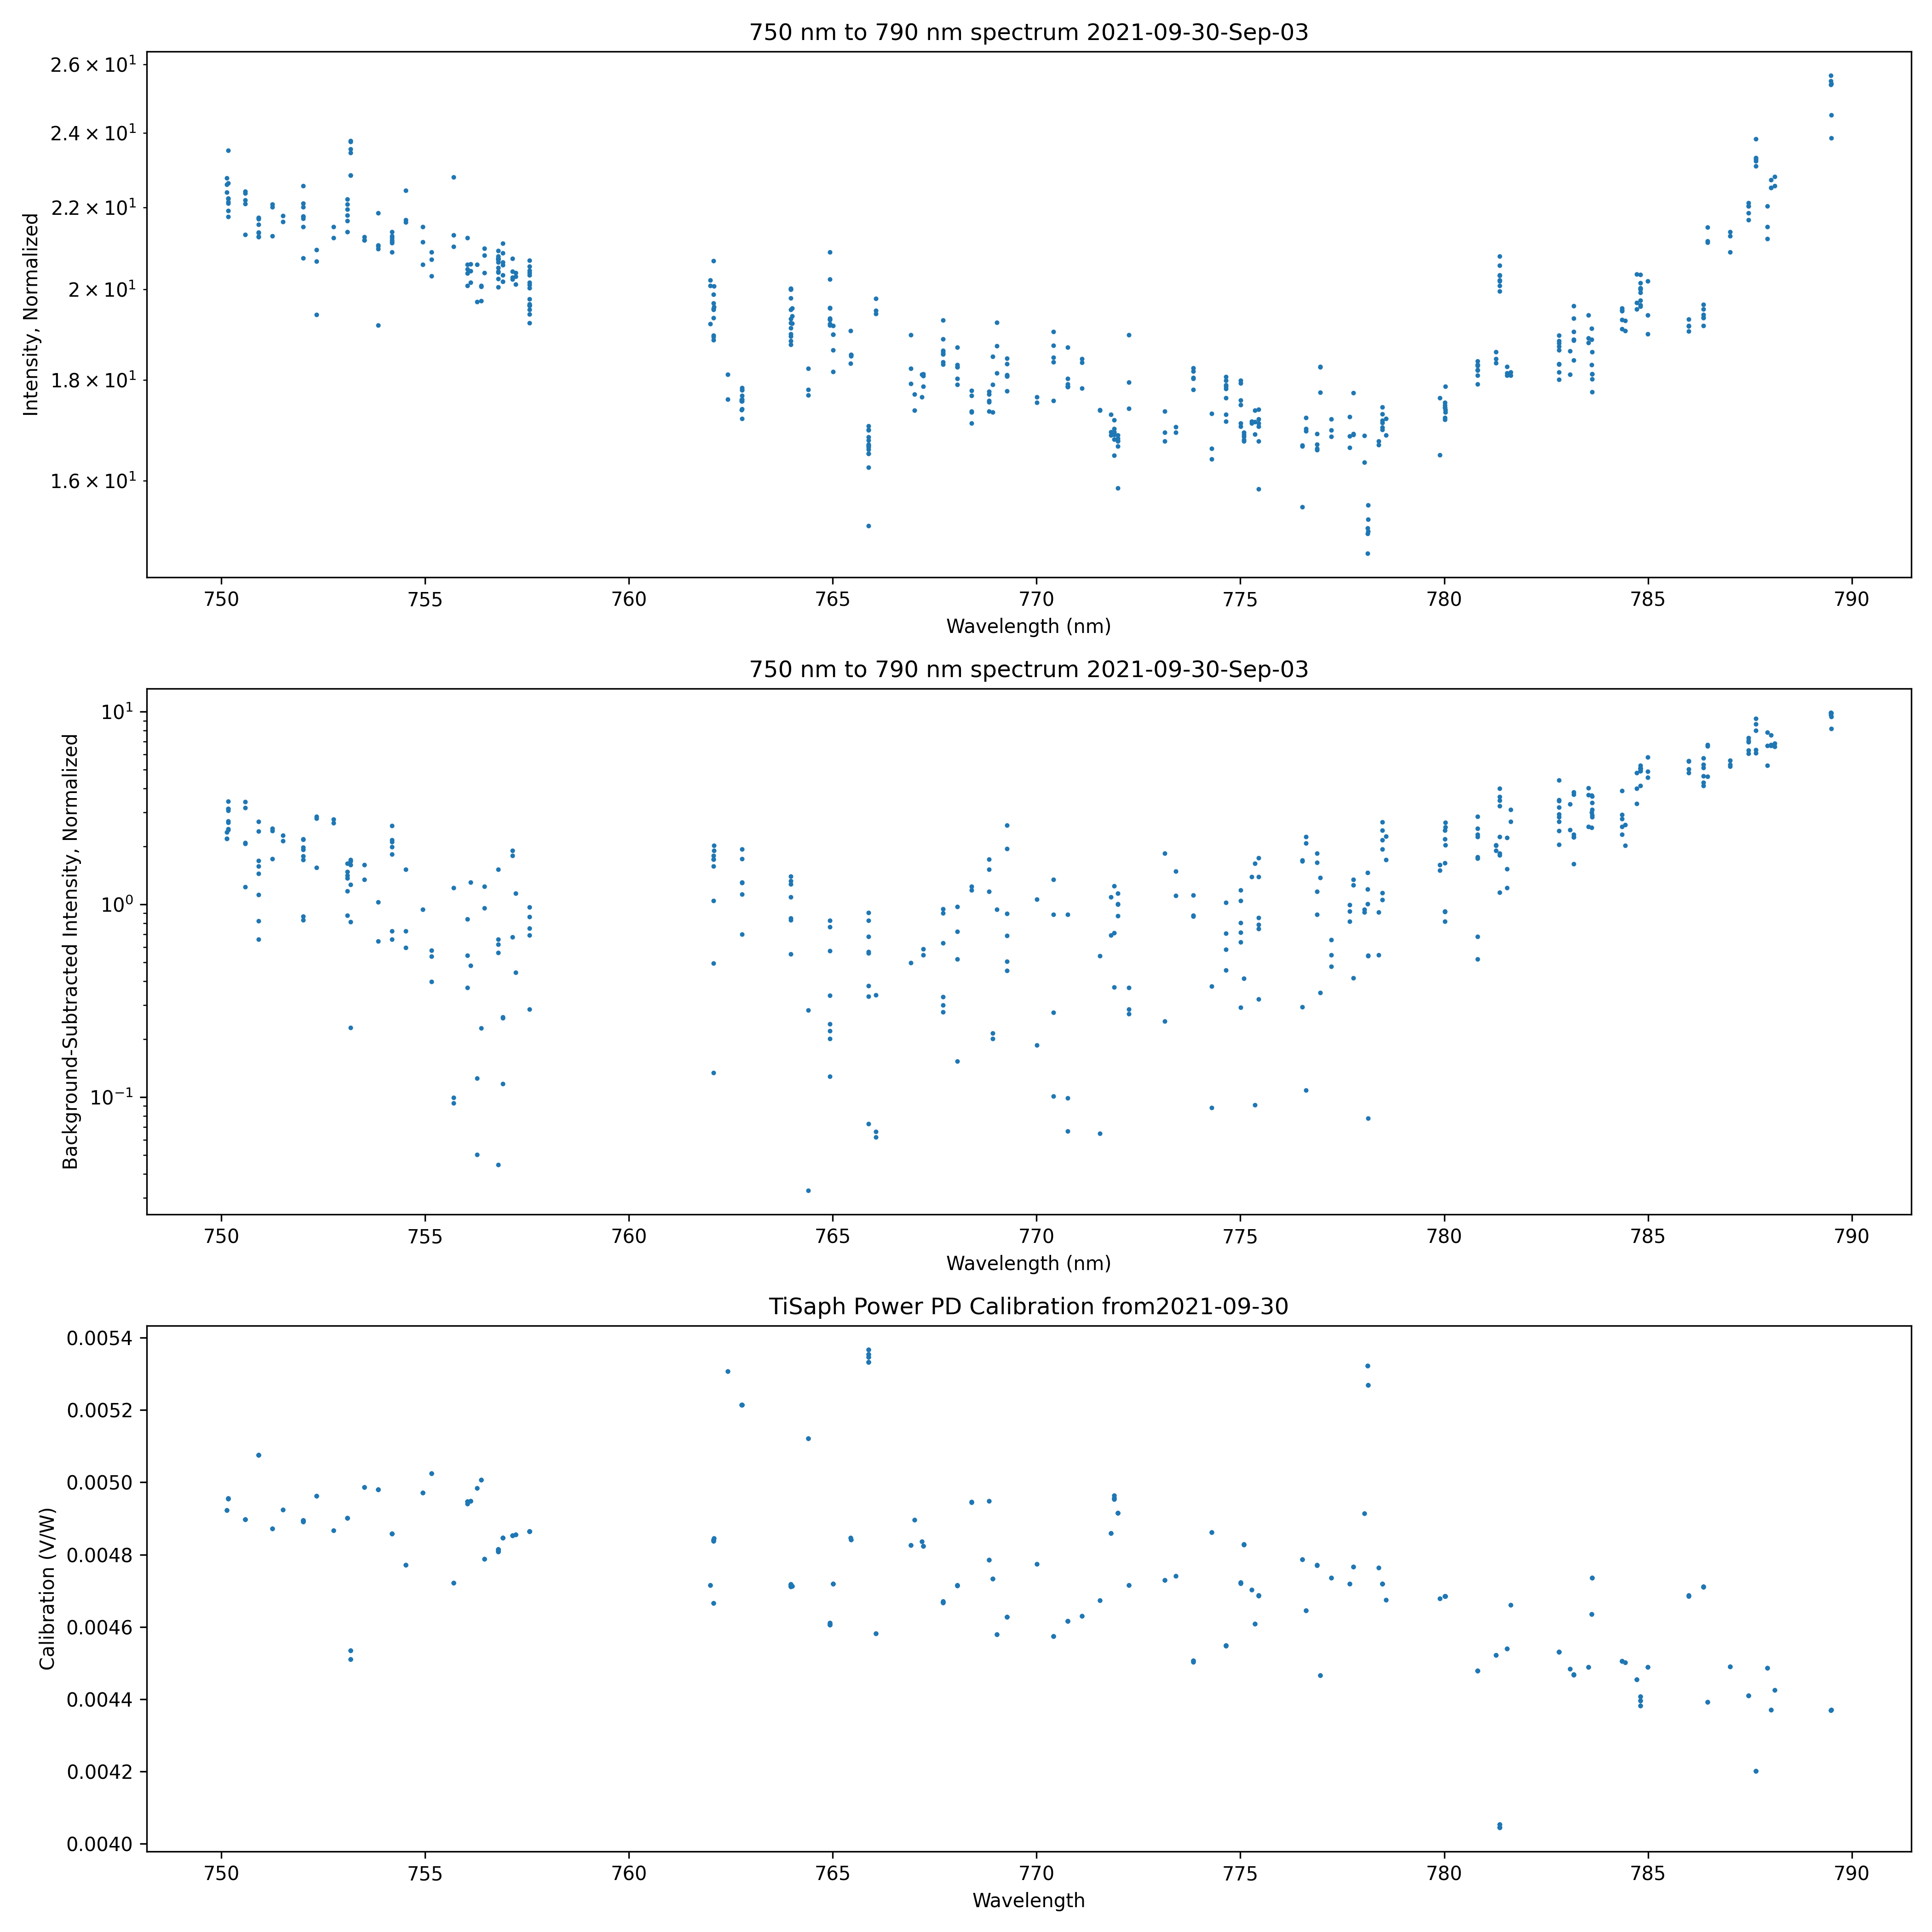 750 nm to 790 nm spectrum 2021-09-30-Sep-03
Intensity, Normalized
2.6 × 10¹
2.4 × 10¹
2.2 × 10¹
2 × 10¹
1.8 × 10¹
1.6 × 10¹
750 755 760 765 770 775 780 785 790
Wavelength (nm)
750 nm to 790 nm spectrum 2021-09-30-Sep-03
Background-Subtracted Intensity, Normalized
10¹
10⁰
10⁻¹
750 755 760 765 770 775 780 785 790
Wavelength (nm)
TiSaph Power PD Calibration from2021-09-30
Calibration (V/W)
0.0054
0.0052
0.0050
0.0048
0.0046
0.0044
0.0042
0.0040
750 755 760 765 770 775 780 785 790
Wavelength